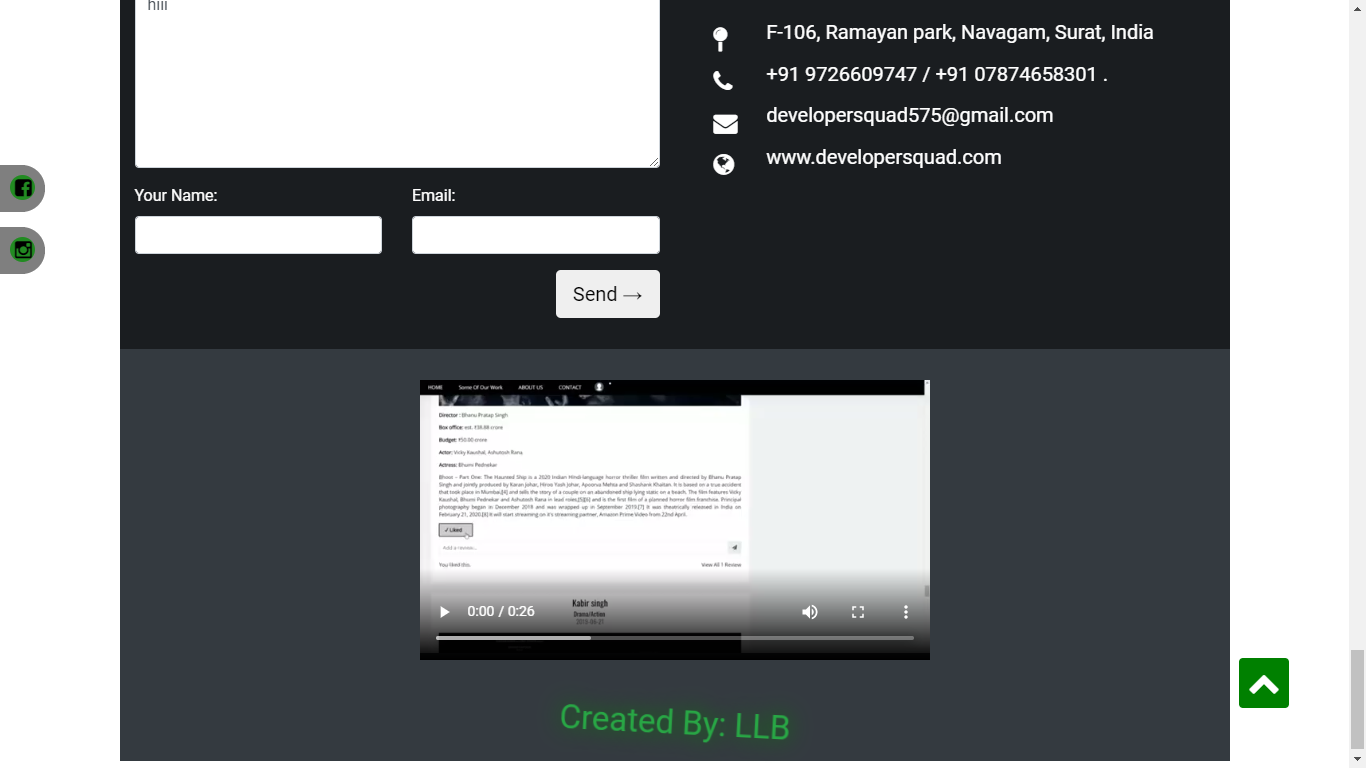 hiii
F-106, Ramayan park, Navagam, Surat, India
+91 9726609747 / +91 07874658301 .
developersquad575@gmail.com
www.developersquad.com
Your Name:
Email:
Send →
HOME Some Of Our Work ABOUT US CONTACT
Director : Bhanu Pratap Singh
Box office: est. ₹38.88 crore
Budget: ₹50.00 crore
Actor: Vicky Kaushal, Ashutosh Rana
Actress: Bhumi Pednekar
Bhoot – Part One: The Haunted Ship is a 2020 Indian Hindi-language horror thriller film written and directed by Bhanu Pratap
Singh and jointly produced by Karan Johar, Hiroo Yash Johar, Apoorva Mehta and Shashank Khaitan. It is based on a true accident
that took place in Mumbai,[4] and tells the story of a couple on an abandoned ship lying static on a beach. The film features Vicky
Kaushal, Bhumi Pednekar and Ashutosh Rana in lead roles,[5][6] and is the first film of a planned horror film franchise. Principal
photography began in December 2018 and was wrapped up in September 2019.[7] It was theatrically released in India on
February 21, 2020.[8] It will start streaming on it's streaming partner, Amazon Prime Video from 22nd April.
✓ Liked
Add a review...
You liked this.
View All 1 Review
Kabir singh
Drama/Action
0:00 / 0:26
Created By: LLB